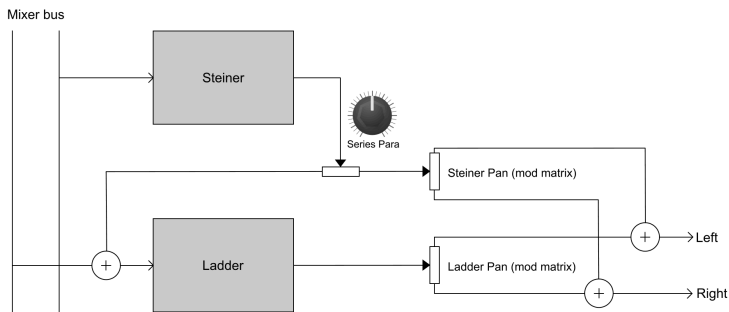 Mixer bus
Steiner
Series Para
Steiner Pan (mod matrix)
Left
Ladder
Ladder Pan (mod matrix)
Right